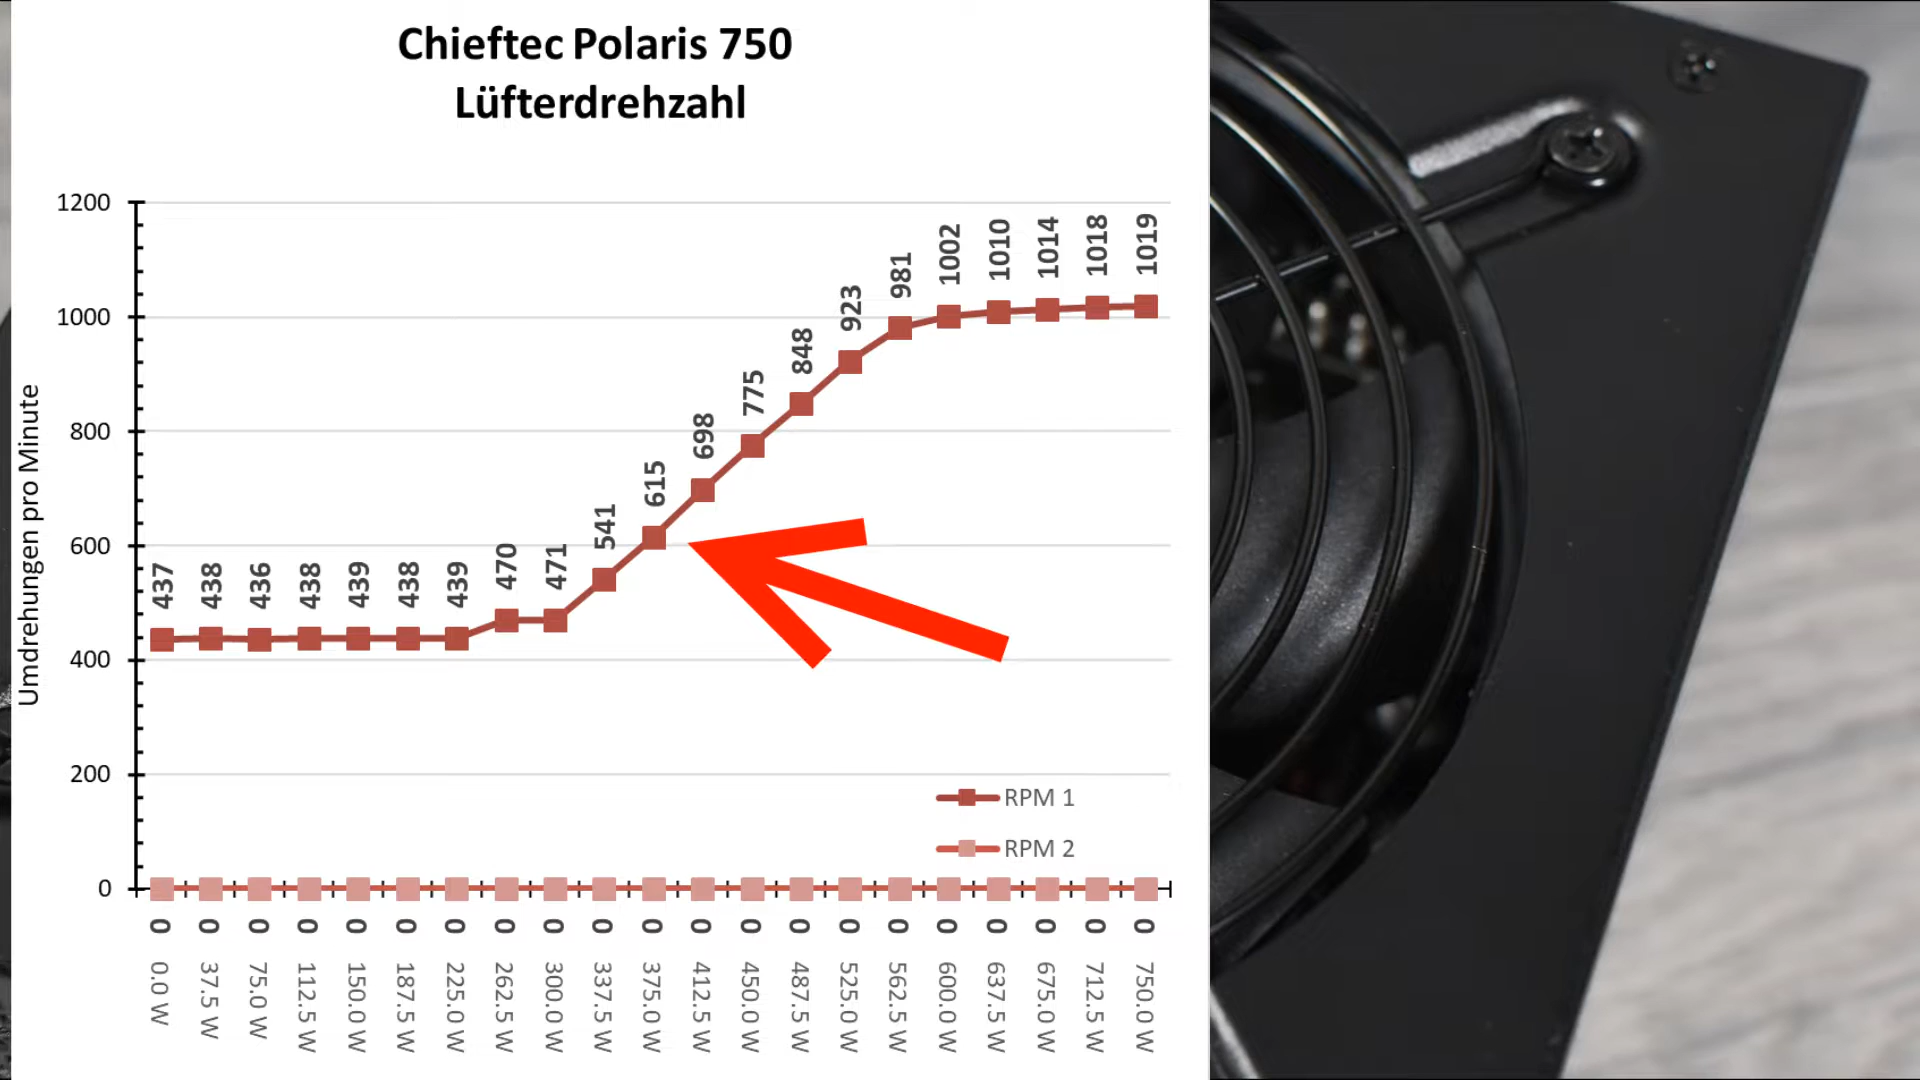 Chieftec Polaris 750
Lüfterdrehzahl
Umdrehungen pro Minute
1200
1000
800
600
400
200
0
437 438 436 438 439 438 439 470 471 541 615 698 775 848 923 981 1002 1010 1014 1018 1019
RPM 1
RPM 2
0 0 0 0 0 0 0 0 0 0 0 0 0 0 0 0 0 0 0 0 0
0.0 W 37.5 W 75.0 W 112.5 W 150.0 W 187.5 W 225.0 W 262.5 W 300.0 W 337.5 W 375.0 W 412.5 W 450.0 W 487.5 W 525.0 W 562.5 W 600.0 W 637.5 W 675.0 W 712.5 W 750.0 W